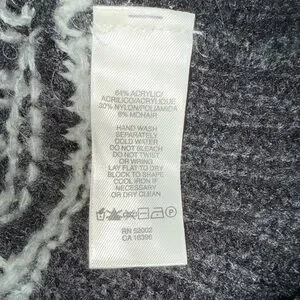 64% ACRYLIC/
ACRILICO/ACRYLIQUE
30% NYLON/POLIAMIDA
6% MOHAIR
HAND WASH
SEPARATELY
COLD WATER
DO NOT BLEACH
DO NOT TWIST
OR WRING
LAY FLAT TO DRY
BLOCK TO SHAPE
COOL IRON IF
NECESSARY
OR DRY CLEAN
RN 52002
CA 16396